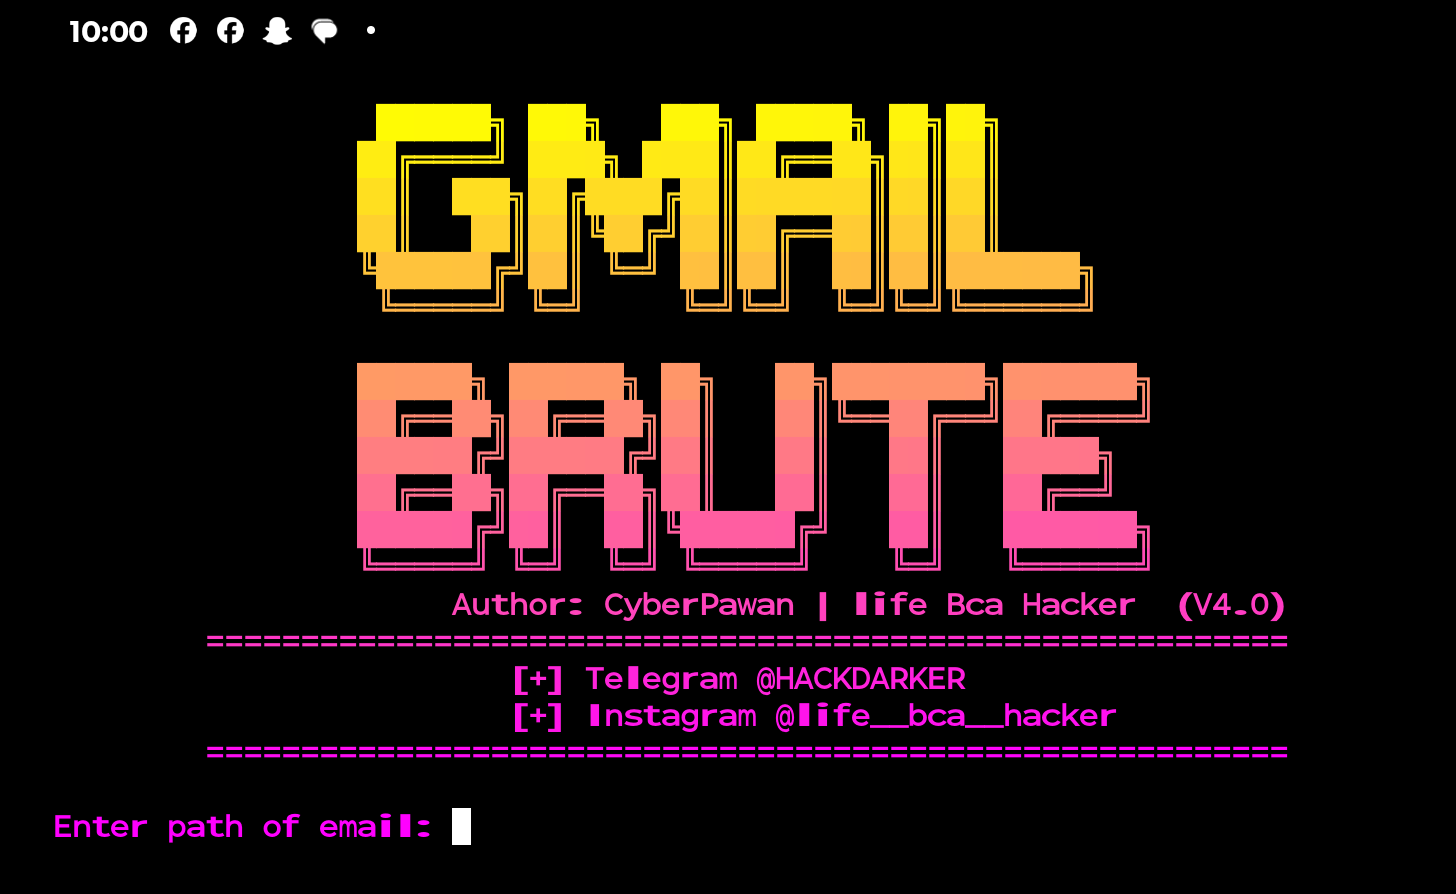 10:00
GMAIL
BRUTE
Author: CyberPawan | life Bca Hacker (V4.0)
=========================================================
[+] Telegram @HACKDARKER
[+] Instagram @life__bca__hacker
=========================================================
Enter path of email: